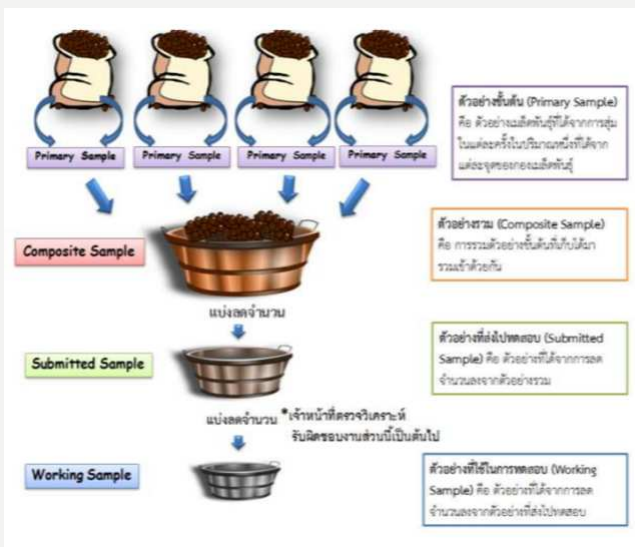 Primary Sample
Primary Sample
Primary Sample
Primary Sample
ตัวอย่างขั้นต้น (Primary Sample)
คือ ตัวอย่างเมล็ดพันธุ์ที่ได้จากการสุ่ม
ในแต่ละครั้งในปริมาณหนึ่งที่ได้จาก
แต่ละจุดของกองเมล็ดพันธุ์
Composite Sample
ตัวอย่างรวม (Composite Sample)
คือ การรวมตัวอย่างขั้นต้นที่เก็บได้มา
รวมเข้าด้วยกัน
แบ่งลดจำนวน
Submitted Sample
ตัวอย่างที่ส่งไปทดสอบ (Submitted
Sample) คือ ตัวอย่างที่ได้จากการลด
จำนวนลงจากตัวอย่างรวม
แบ่งลดจำนวน *เจ้าหน้าที่ตรวจวิเคราะห์
รับผิดชอบงานส่วนนี้เป็นต้นไป
Working Sample
ตัวอย่างที่ใช้ในการทดสอบ (Working
Sample) คือ ตัวอย่างที่ได้จากการลด
จำนวนลงจากตัวอย่างที่ส่งไปทดสอบ